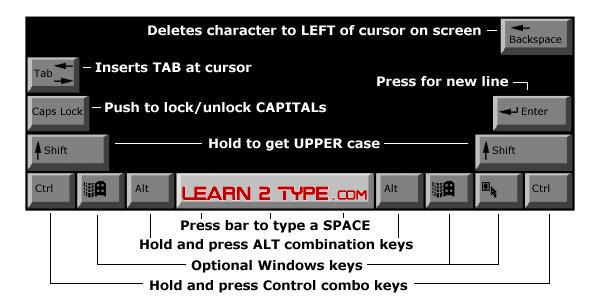 Deletes character to LEFT of cursor on screen
Backspace
Tab
Inserts TAB at cursor
Press for new line
Caps Lock
Push to lock/unlock CAPITALs
Enter
Shift
Hold to get UPPER case
Shift
Ctrl
Alt
LEARN 2 TYPE.COM
Alt
Ctrl
Press bar to type a SPACE
Hold and press ALT combination keys
Optional Windows keys
Hold and press Control combo keys